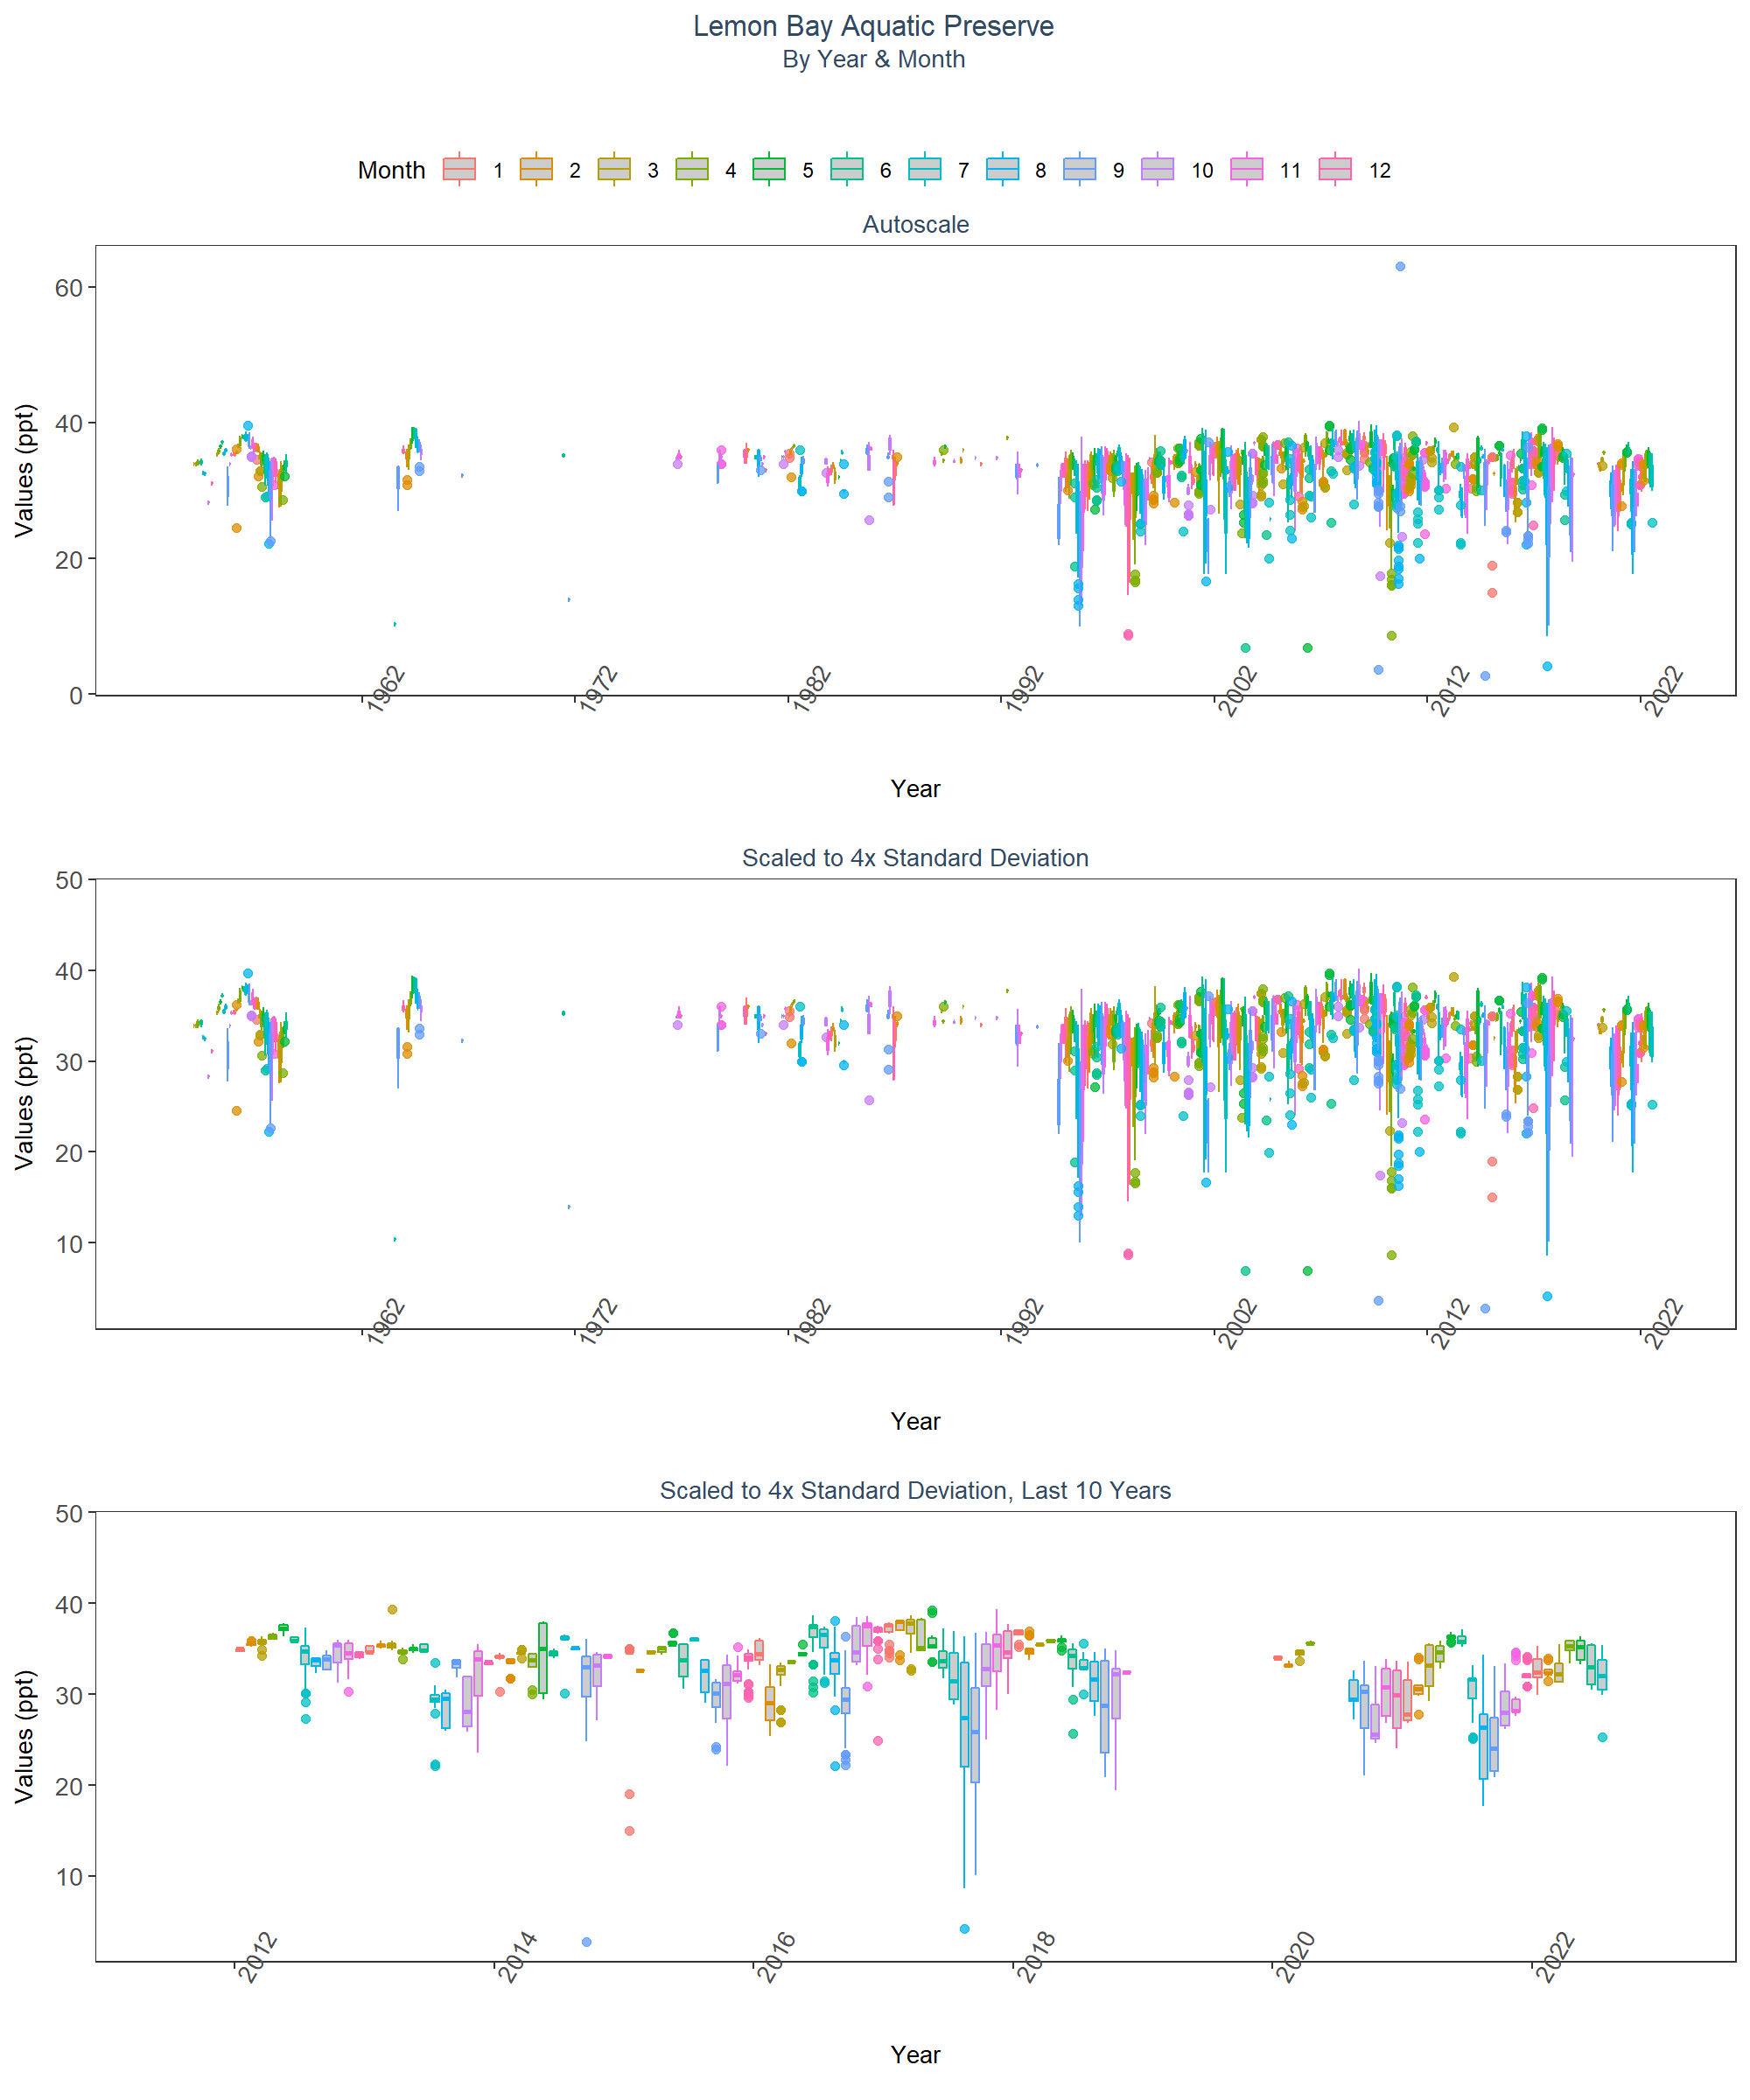 Lemon Bay Aquatic Preserve
By Year & Month
Month 1 2 3 4 5 6 7 8 9 10 11 12
Autoscale
Values (ppt)
60
40
20
0
1962 1972 1982 1992 2002 2012 2022
Year
Scaled to 4x Standard Deviation
Values (ppt)
50
40
30
20
10
1962 1972 1982 1992 2002 2012 2022
Year
Scaled to 4x Standard Deviation, Last 10 Years
Values (ppt)
50
40
30
20
10
2012 2014 2016 2018 2020 2022
Year